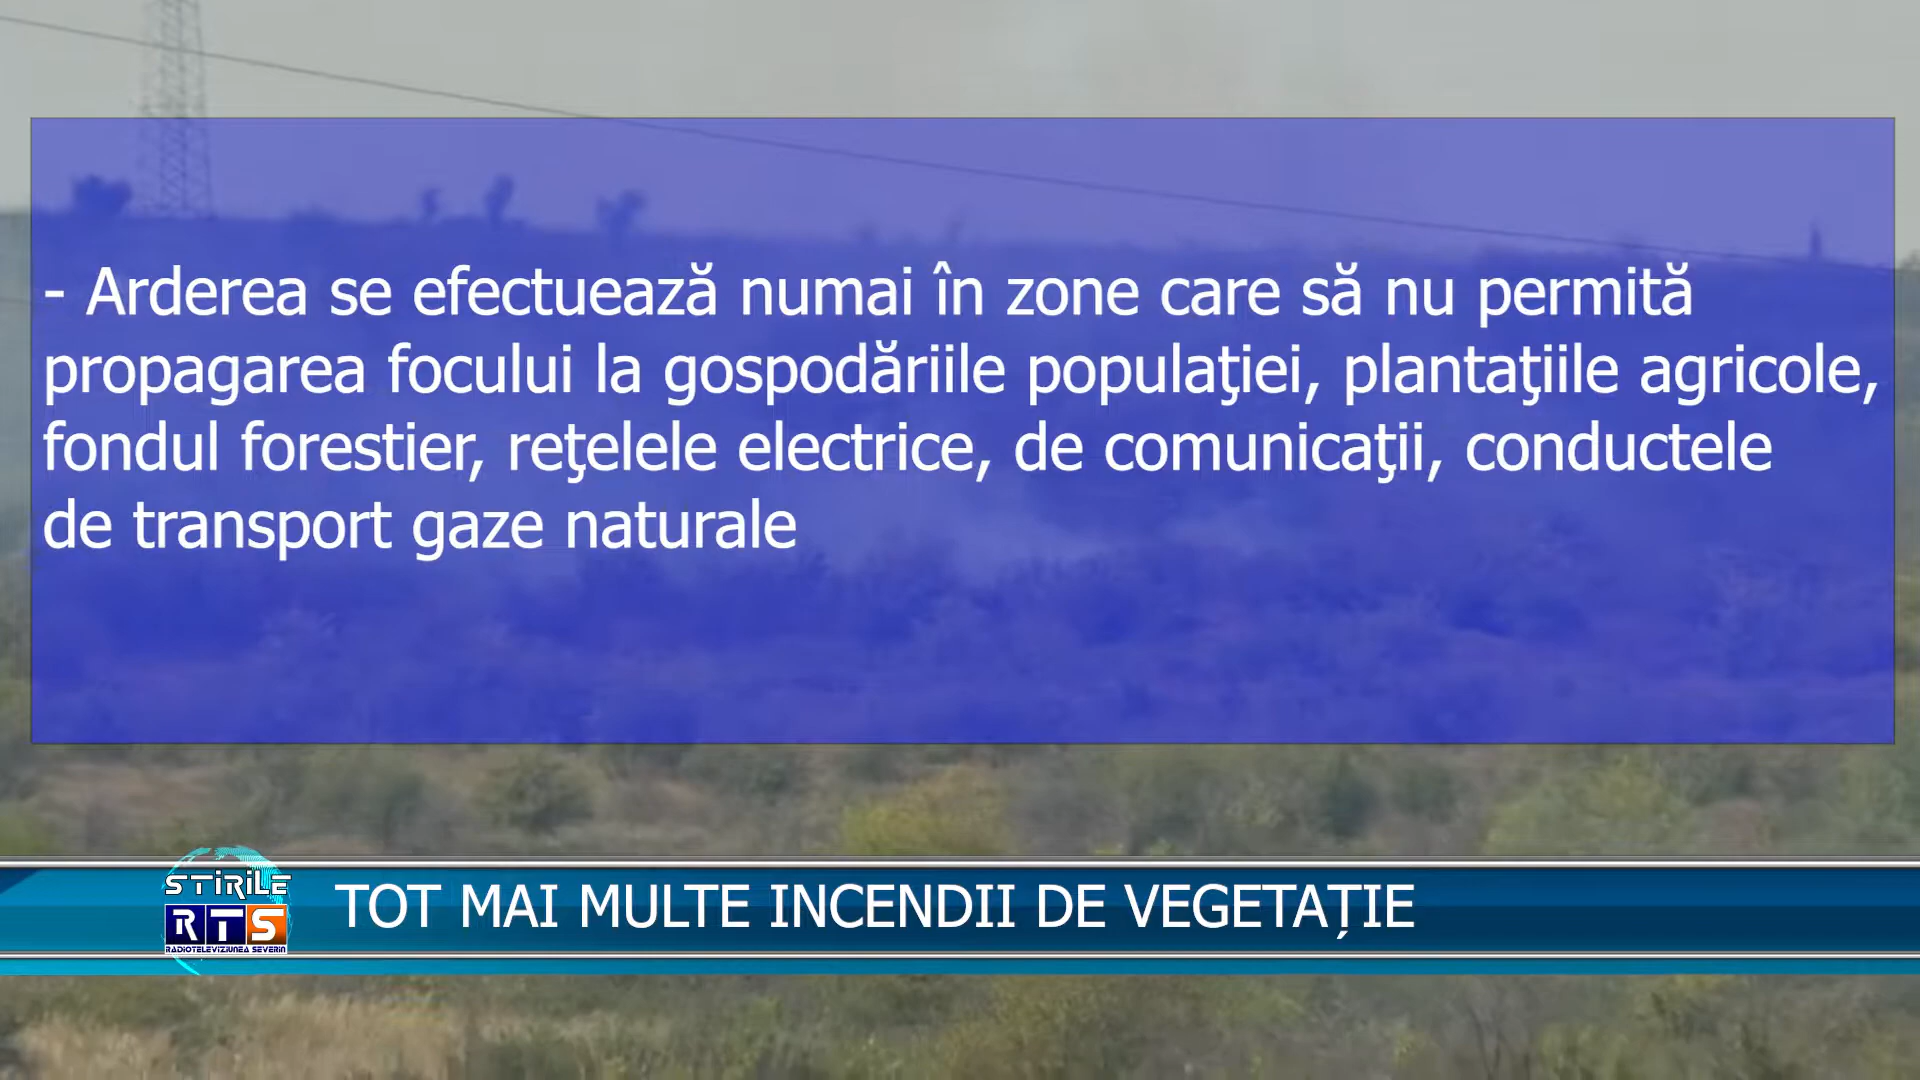 - Arderea se efectuează numai în zone care să nu permită
propagarea focului la gospodăriile populaţiei, plantaţiile agricole,
fondul forestier, reţelele electrice, de comunicaţii, conductele
de transport gaze naturale
STIRILE
RTS
RADIOTELEVIZIUNEA SEVERIN
TOT MAI MULTE INCENDII DE VEGETAȚIE